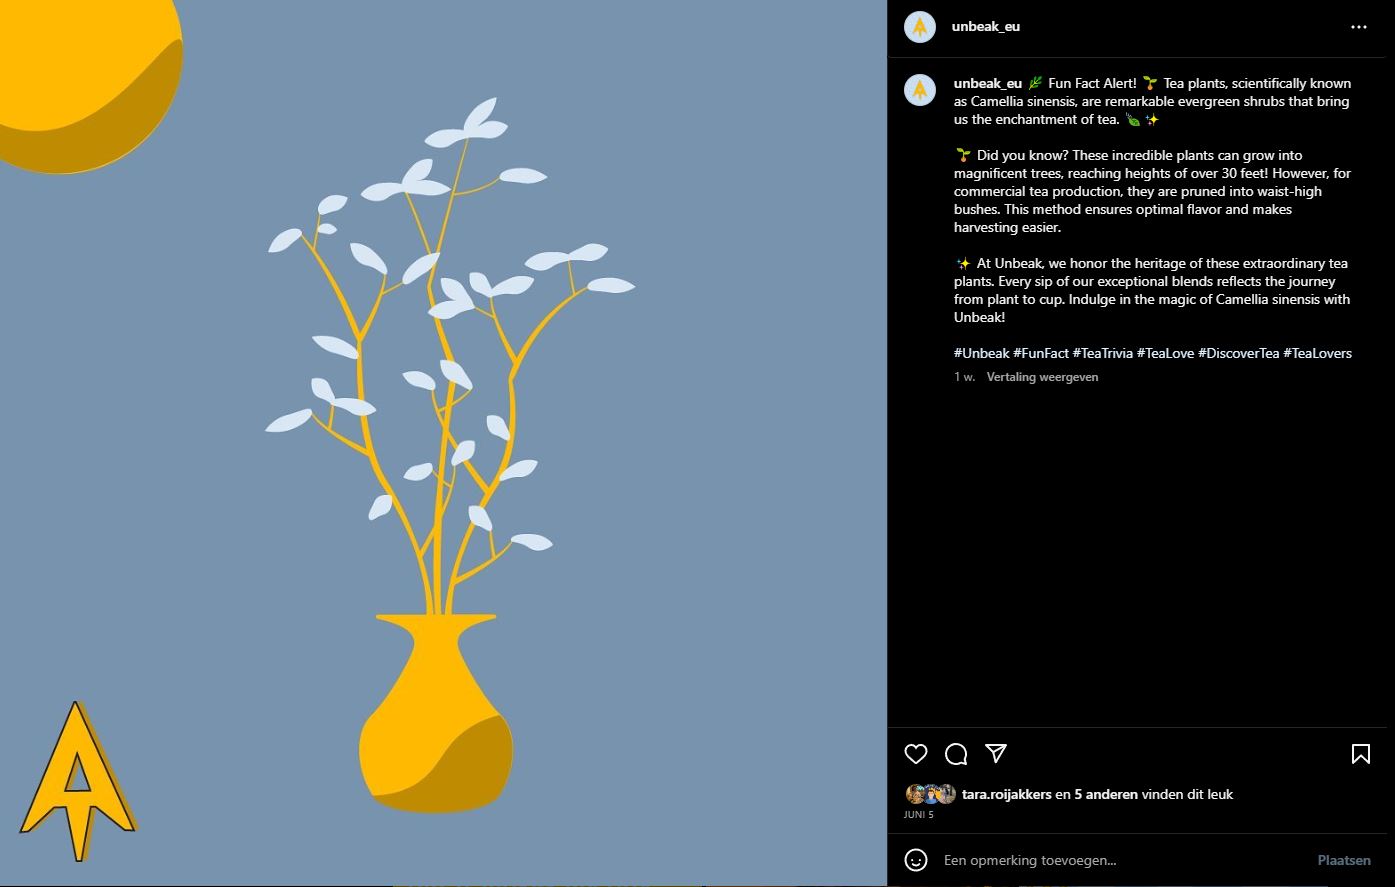 unbeak_eu
unbeak_eu 🌿 Fun Fact Alert! 🌱 Tea plants, scientifically known
as Camellia sinensis, are remarkable evergreen shrubs that bring
us the enchantment of tea. 🍃✨
🌱 Did you know? These incredible plants can grow into
magnificent trees, reaching heights of over 30 feet! However, for
commercial tea production, they are pruned into waist-high
bushes. This method ensures optimal flavor and makes
harvesting easier.
✨ At Unbeak, we honor the heritage of these extraordinary tea
plants. Every sip of our exceptional blends reflects the journey
from plant to cup. Indulge in the magic of Camellia sinensis with
Unbeak!
#Unbeak #FunFact #TeaTrivia #TeaLove #DiscoverTea #TeaLovers
1 w. Vertaling weergeven
tara.roijakkers en 5 anderen vinden dit leuk
JUNI 5
Een opmerking toevoegen... Plaatsen